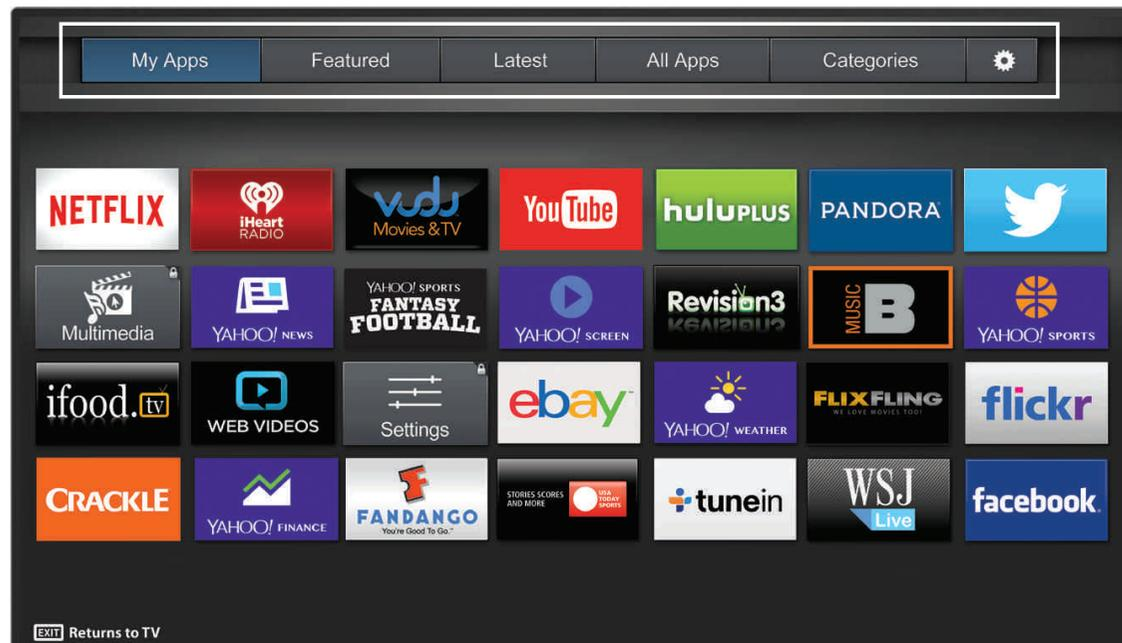 My Apps Featured Latest All Apps Categories
NETFLIX
iHeart
RADIO
vudu
Movies & TV
YouTube
huluPLUS
PANDORA
Multimedia
YAHOO! NEWS
YAHOO! SPORTS
FANTASY
FOOTBALL
YAHOO! SCREEN
Revision3
MUSIC
B
YAHOO! SPORTS
ifood.tv
WEB VIDEOS
Settings
ebay
YAHOO! WEATHER
FLIXFLING
WE LOVE MOVIES TOO!
flickr
CRACKLE
YAHOO! FINANCE
F
FANDANGO
You're Good To Go.™
STORIES SCORES
AND MORE
USA
TODAY
SPORTS
tunein
WSJ
Live
facebook.
EXIT Returns to TV